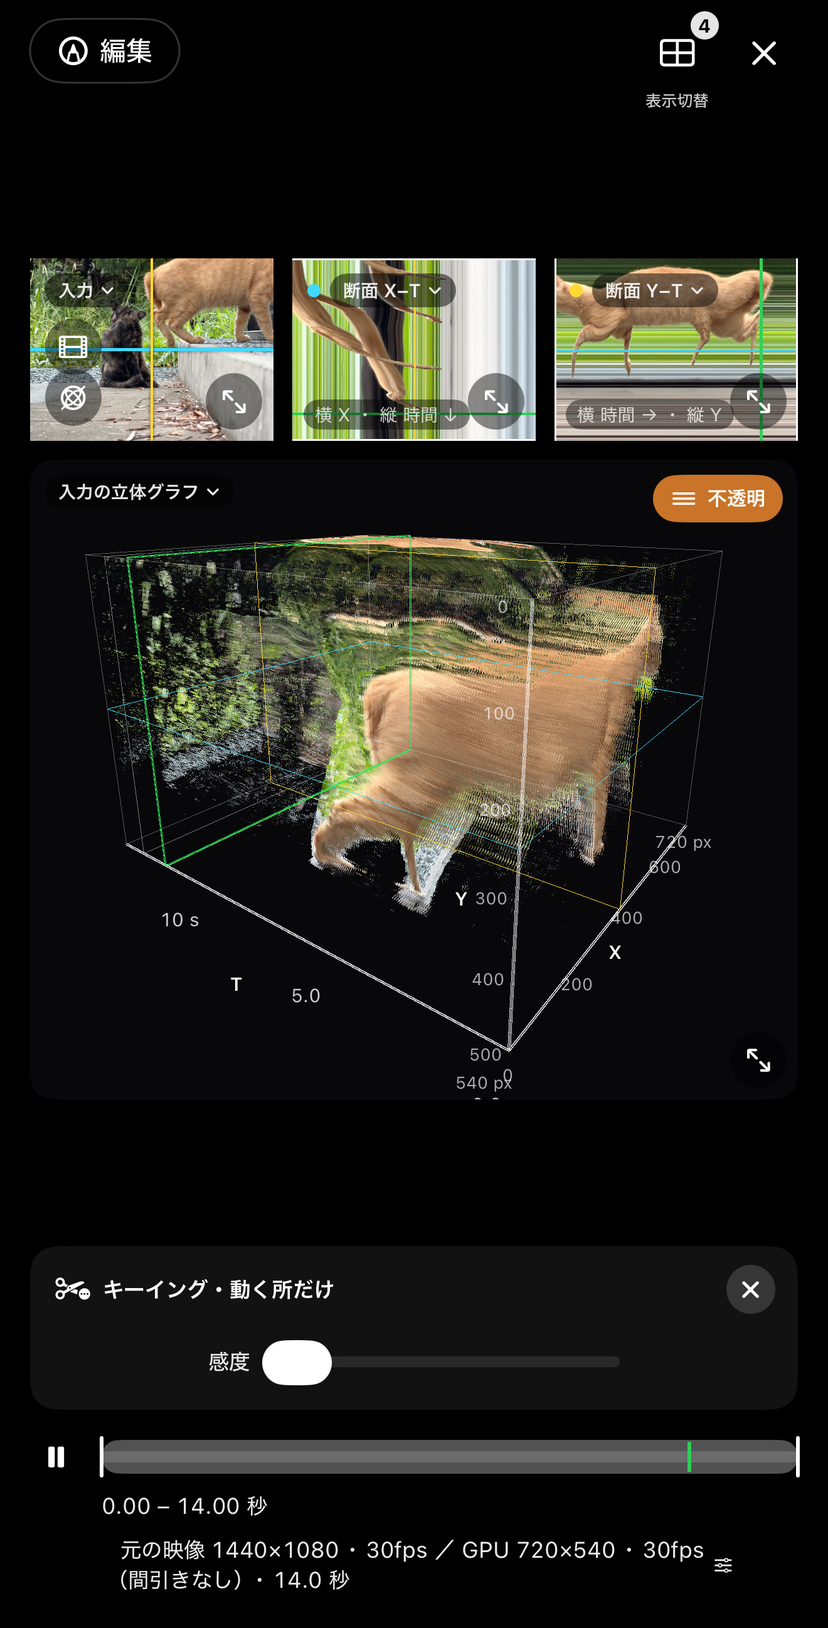 編集
4
表示切替
入力
断面 X–T
横 X ・ 縦 時間 ↓
断面 Y–T
横 時間 → ・ 縦 Y
入力の立体グラフ
不透明
0
100
200
Y 300
400
500
540 px
0
200
X
400
600
720 px
10 s
T
5.0
キーイング・動く所だけ
感度
0.00 – 14.00 秒
元の映像 1440×1080 · 30fps ／ GPU 720×540 · 30fps
（間引きなし）· 14.0 秒